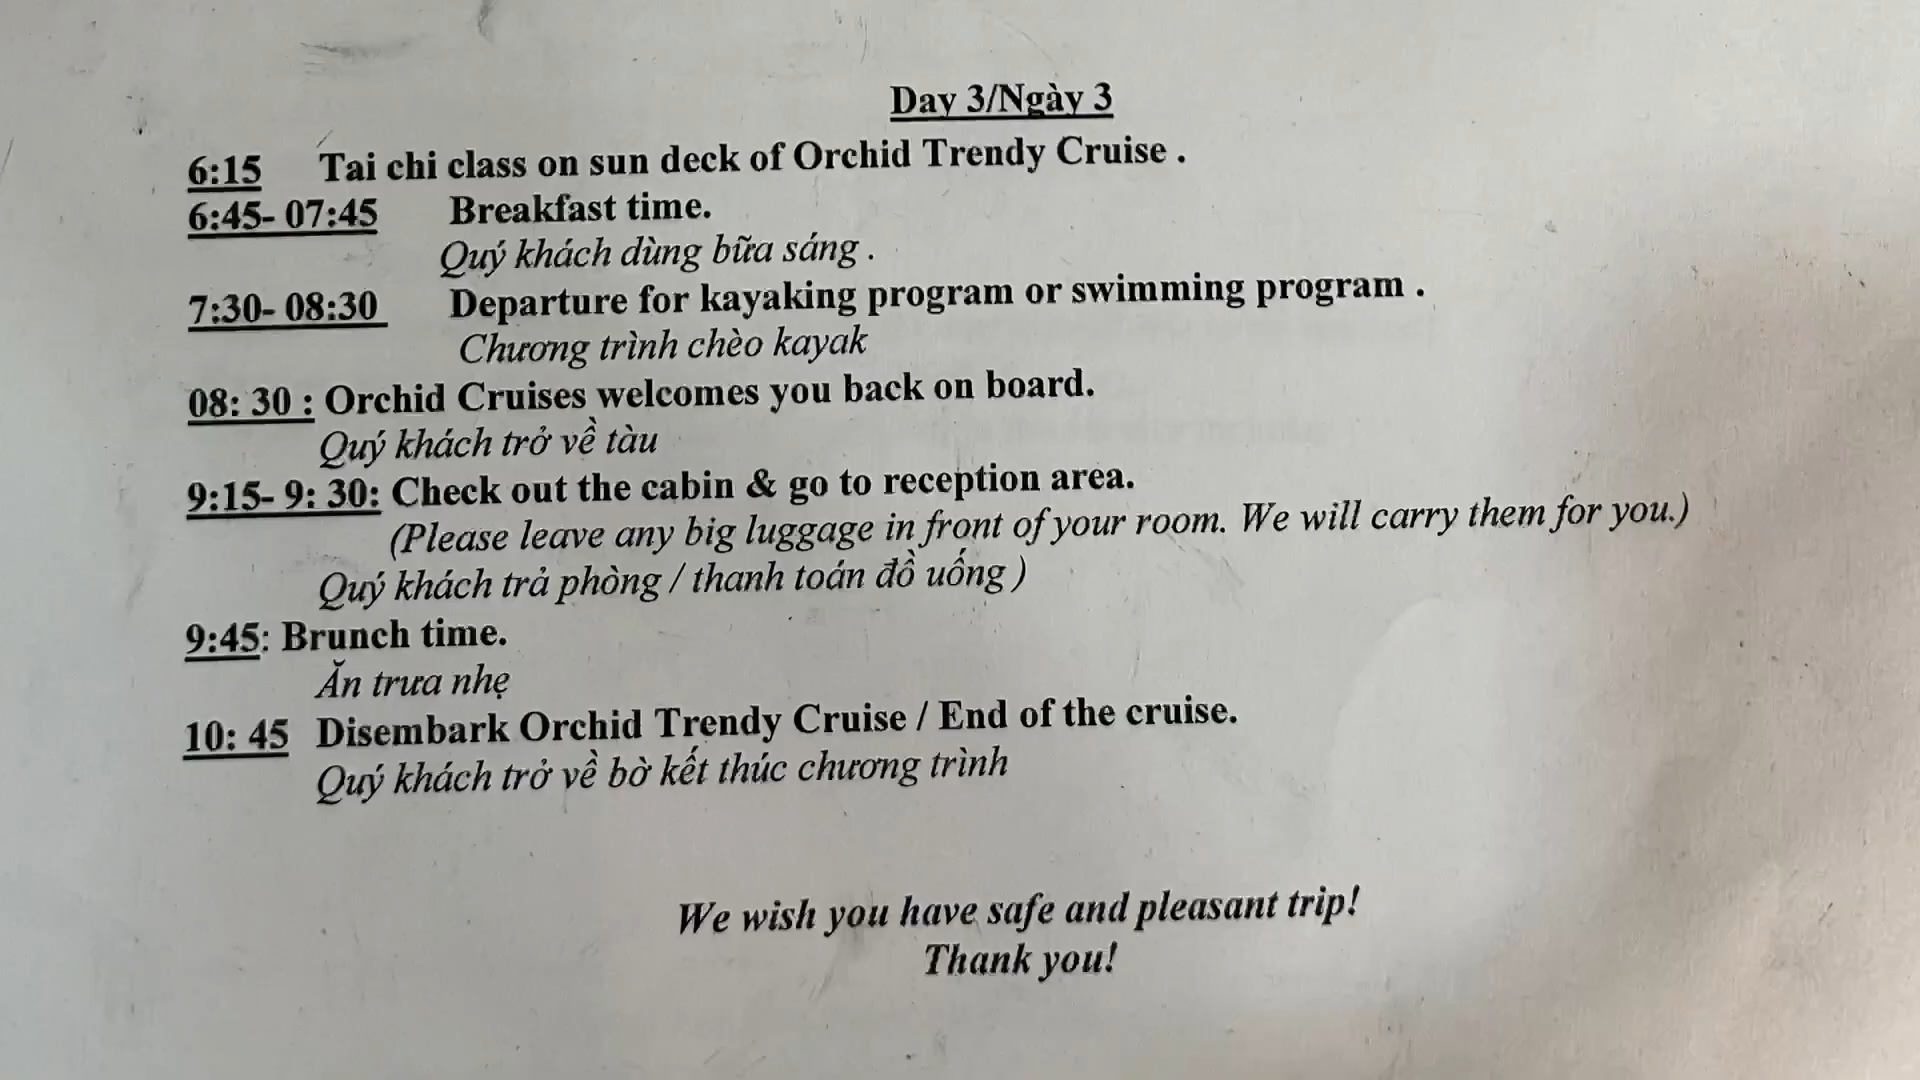 Day 3/Ngày 3
6:15 Tai chi class on sun deck of Orchid Trendy Cruise .
6:45- 07:45 Breakfast time.
Quý khách dùng bữa sáng .
7:30- 08:30 Departure for kayaking program or swimming program .
Chương trình chèo kayak
08: 30 : Orchid Cruises welcomes you back on board.
Quý khách trở về tàu
9:15- 9: 30: Check out the cabin & go to reception area.
(Please leave any big luggage in front of your room. We will carry them for you.)
Quý khách trả phòng / thanh toán đồ uống )
9:45: Brunch time.
Ăn trưa nhẹ
10: 45 Disembark Orchid Trendy Cruise / End of the cruise.
Quý khách trở về bờ kết thúc chương trình
We wish you have safe and pleasant trip!
Thank you!